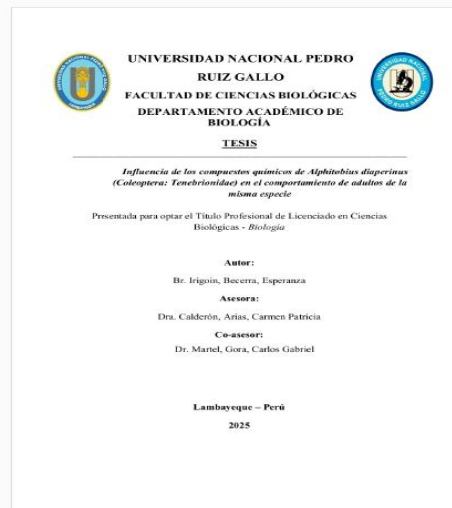 UNIVERSIDAD NACIONAL PEDRO
RUIZ GALLO
FACULTAD DE CIENCIAS BIOLÓGICAS
DEPARTAMENTO ACADÉMICO DE
BIOLOGÍA
TESIS
Influencia de los compuestos químicos de Alphitobius diaperinus
(Coleoptera: Tenebrionidae) en el comportamiento de adultos de la
misma especie
Presentada para optar el Título Profesional de Licenciado en Ciencias
Biológicas - Biología
Autor:
Br. Irigoin, Becerra, Esperanza
Asesora:
Dra. Calderón, Arias, Carmen Patricia
Co-asesor:
Dr. Martel, Gora, Carlos Gabriel
Lambayeque – Perú
2025